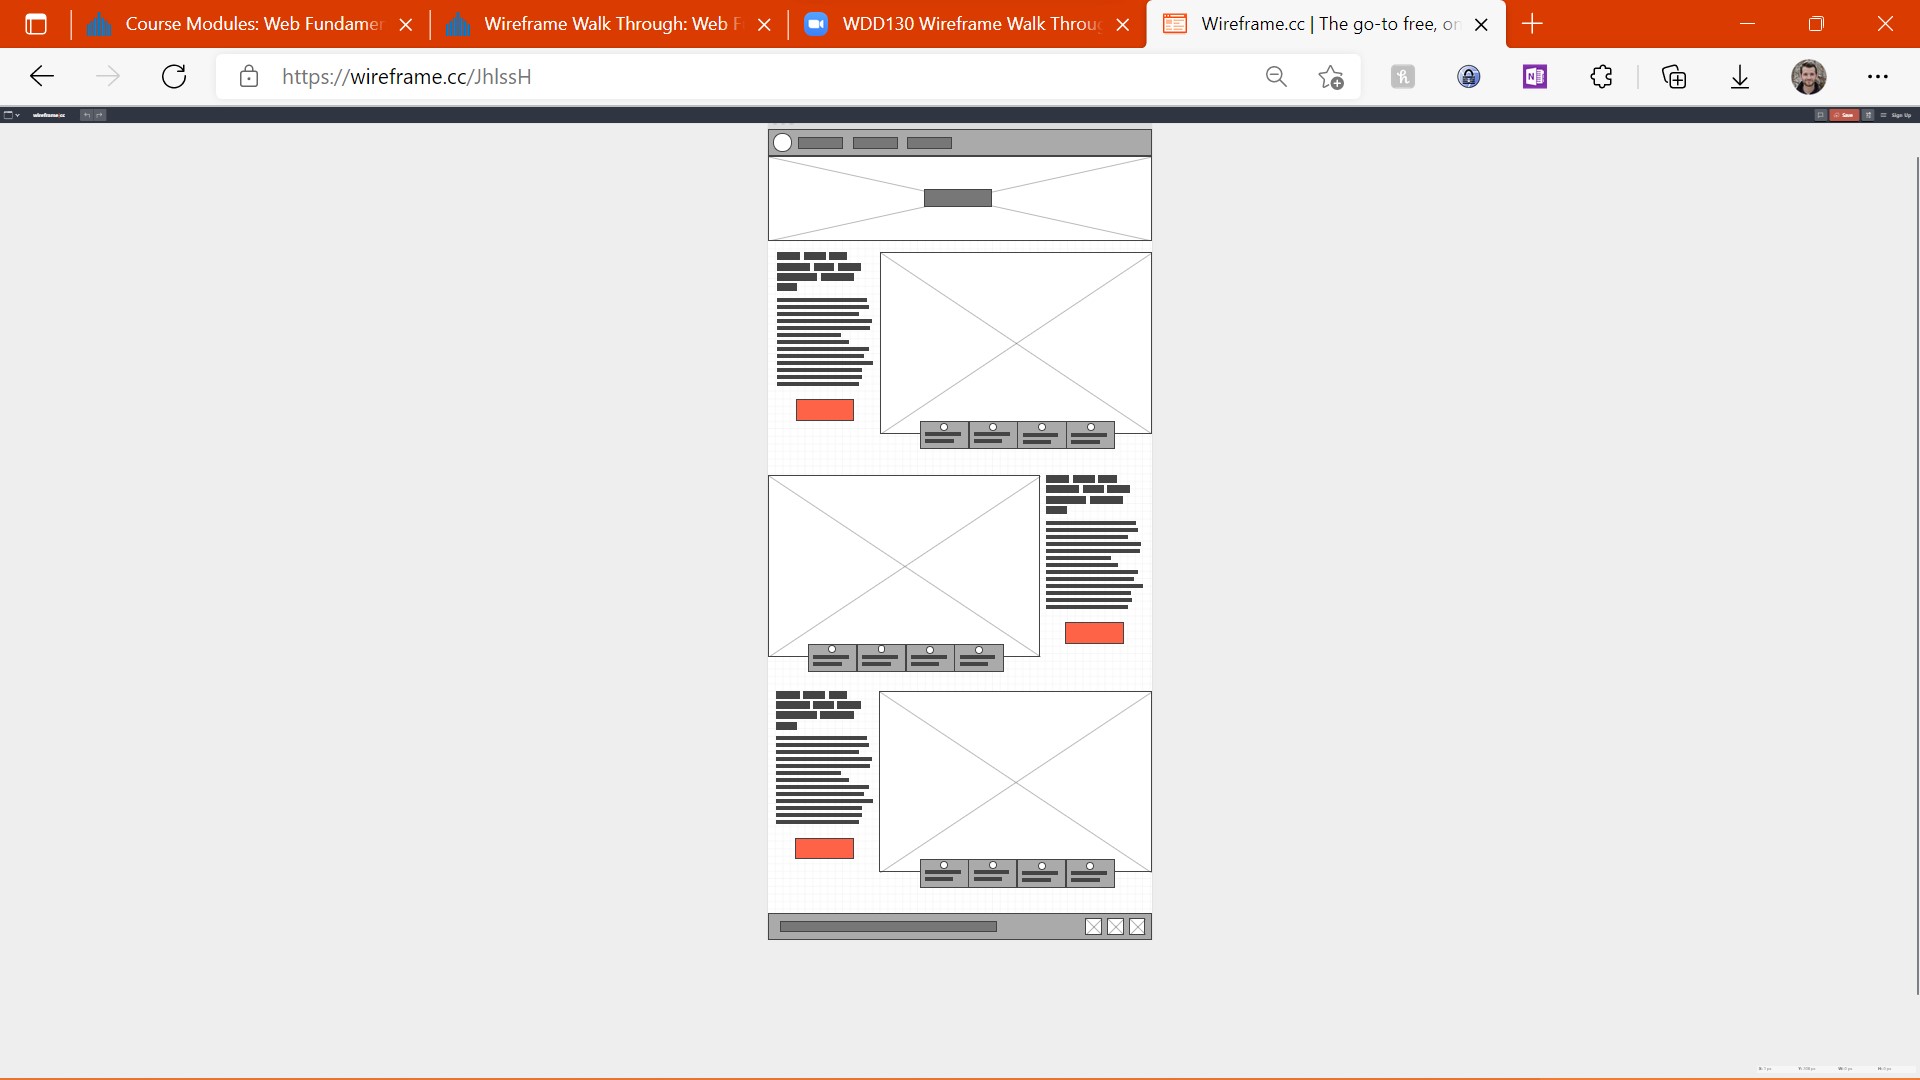 Course Modules: Web Fundamen
Wireframe Walk Through: Web F
WDD130 Wireframe Walk Throug
Wireframe.cc | The go-to free, on
https://wireframe.cc/JhlssH
wireframe.cc
Save
Sign Up